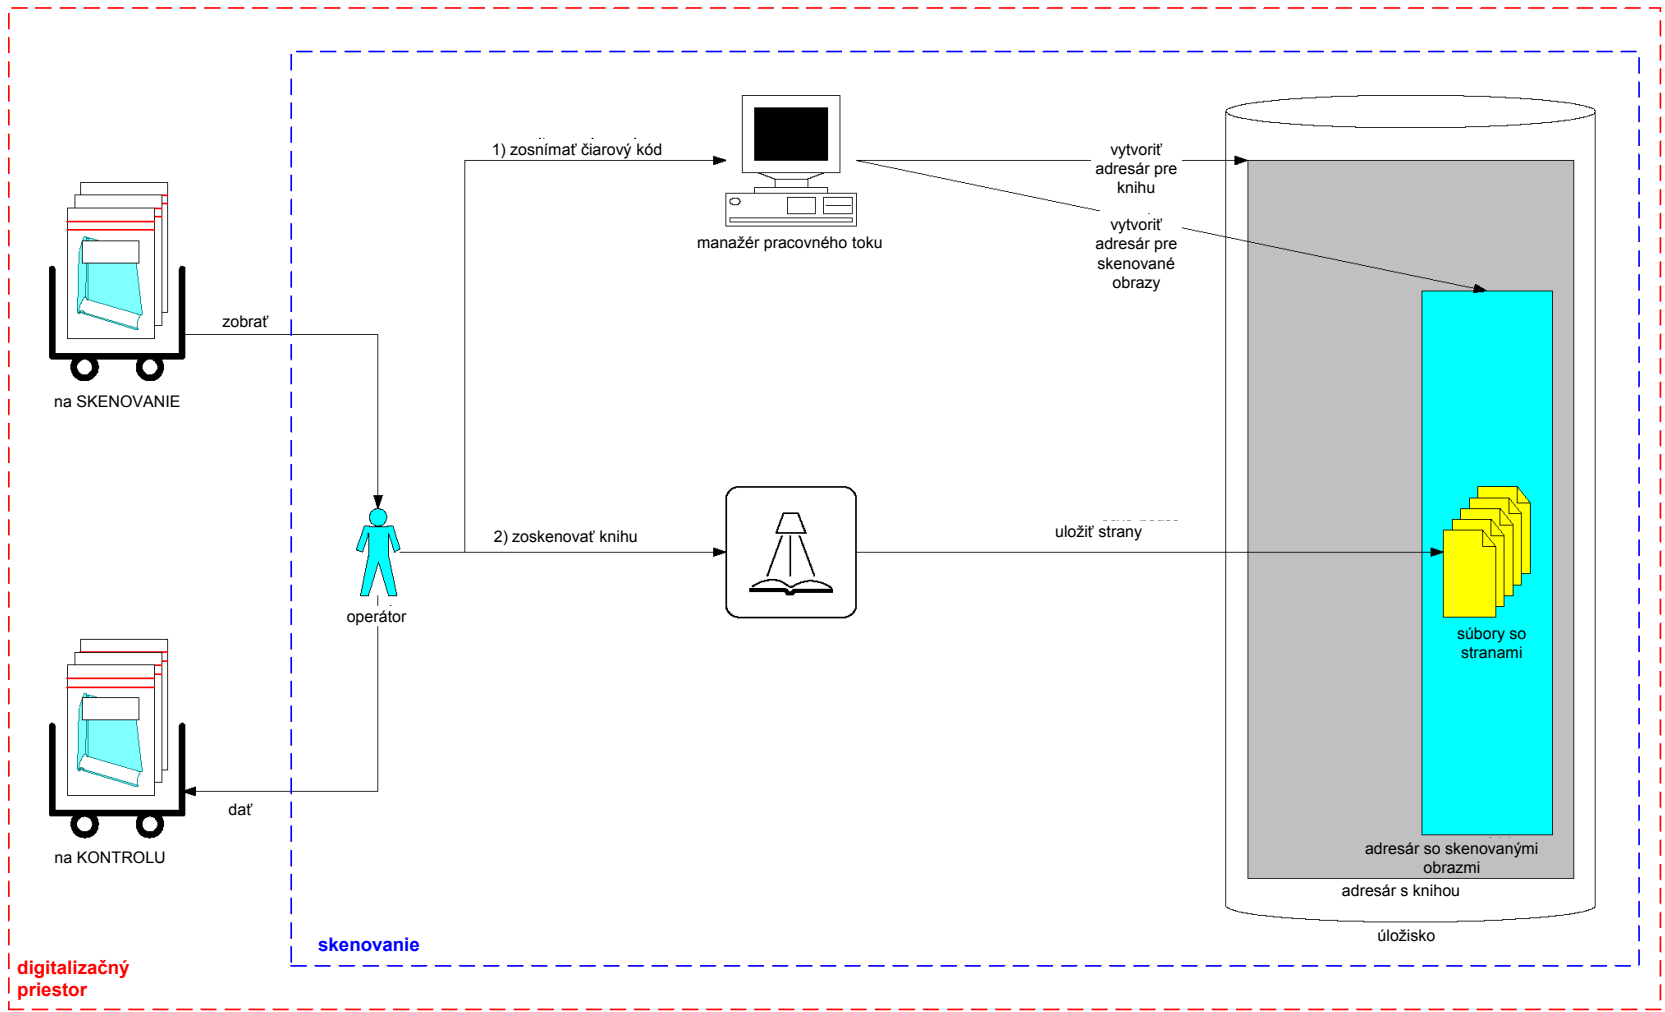 1) zosnímať čiarový kód
manažér pracovného toku
vytvoriť
adresár pre
knihu
vytvoriť
adresár pre
skenované
obrazy
zobrať
na SKENOVANIE
2) zoskenovať knihu
uložiť strany
operátor
súbory so
stranami
dať
na KONTROLU
adresár so skenovanými
obrazmi
adresár s knihou
úložisko
skenovanie
digitalizačný
priestor